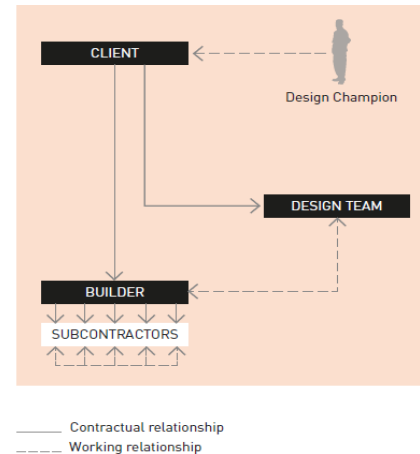 CLIENT
Design Champion
DESIGN TEAM
BUILDER
SUBCONTRACTORS
Contractual relationship
Working relationship